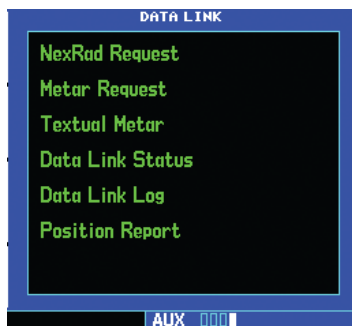 DATA LINK
NexRad Request
Metar Request
Textual Metar
Data Link Status
Data Link Log
Position Report
AUX